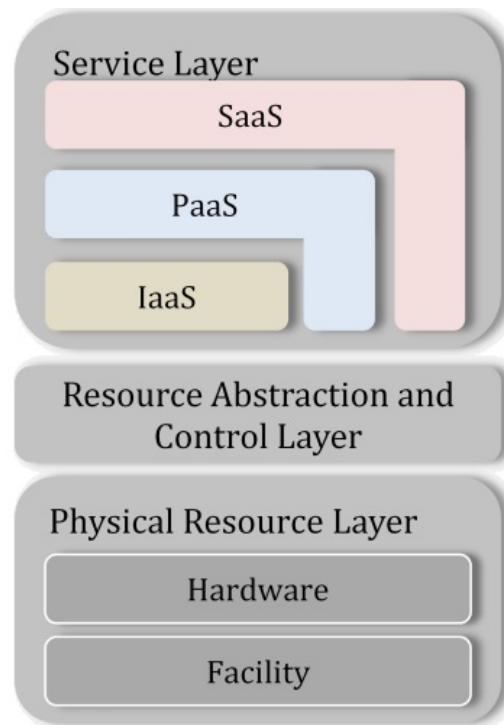 Service Layer
SaaS
PaaS
IaaS
Resource Abstraction and
Control Layer
Physical Resource Layer
Hardware
Facility